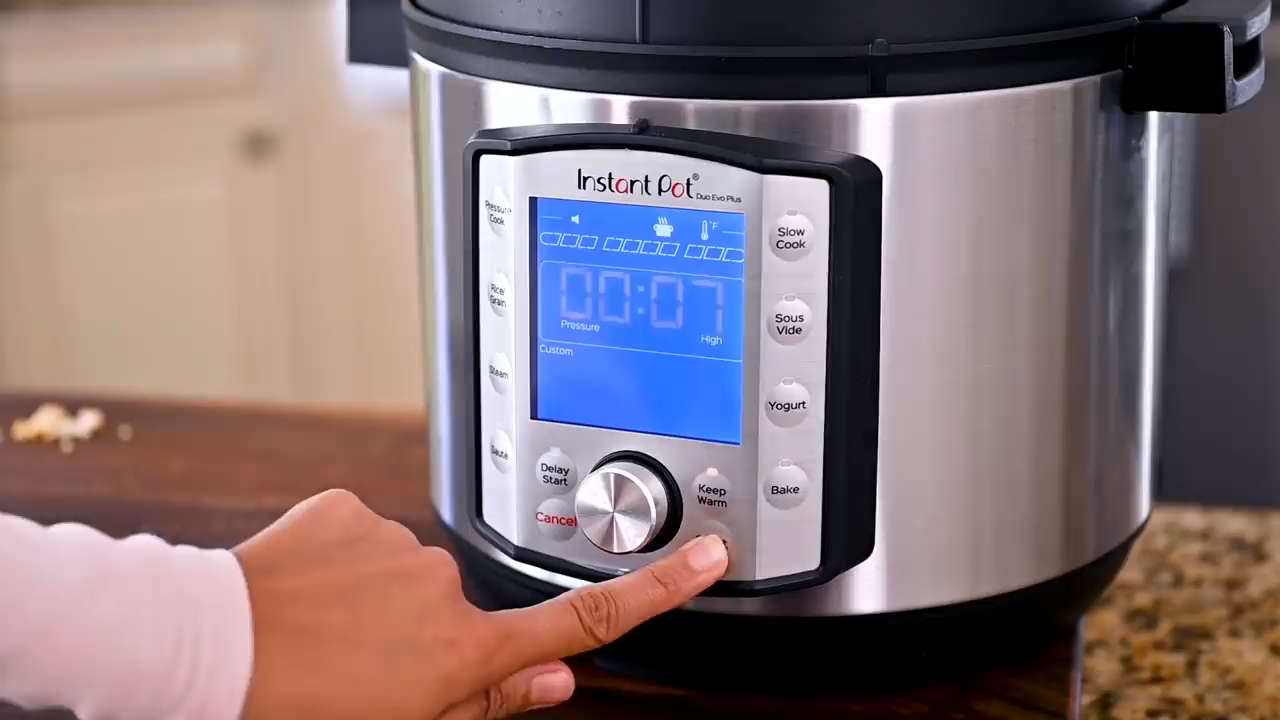 Instant Pot®
Duo Evo Plus
Pressure
Cook
Rice/
Grain
Steam
Sauté
°F
00:07
Pressure
High
Custom
Slow
Cook
Sous
Vide
Yogurt
Bake
Delay
Start
Cancel
Keep
Warm